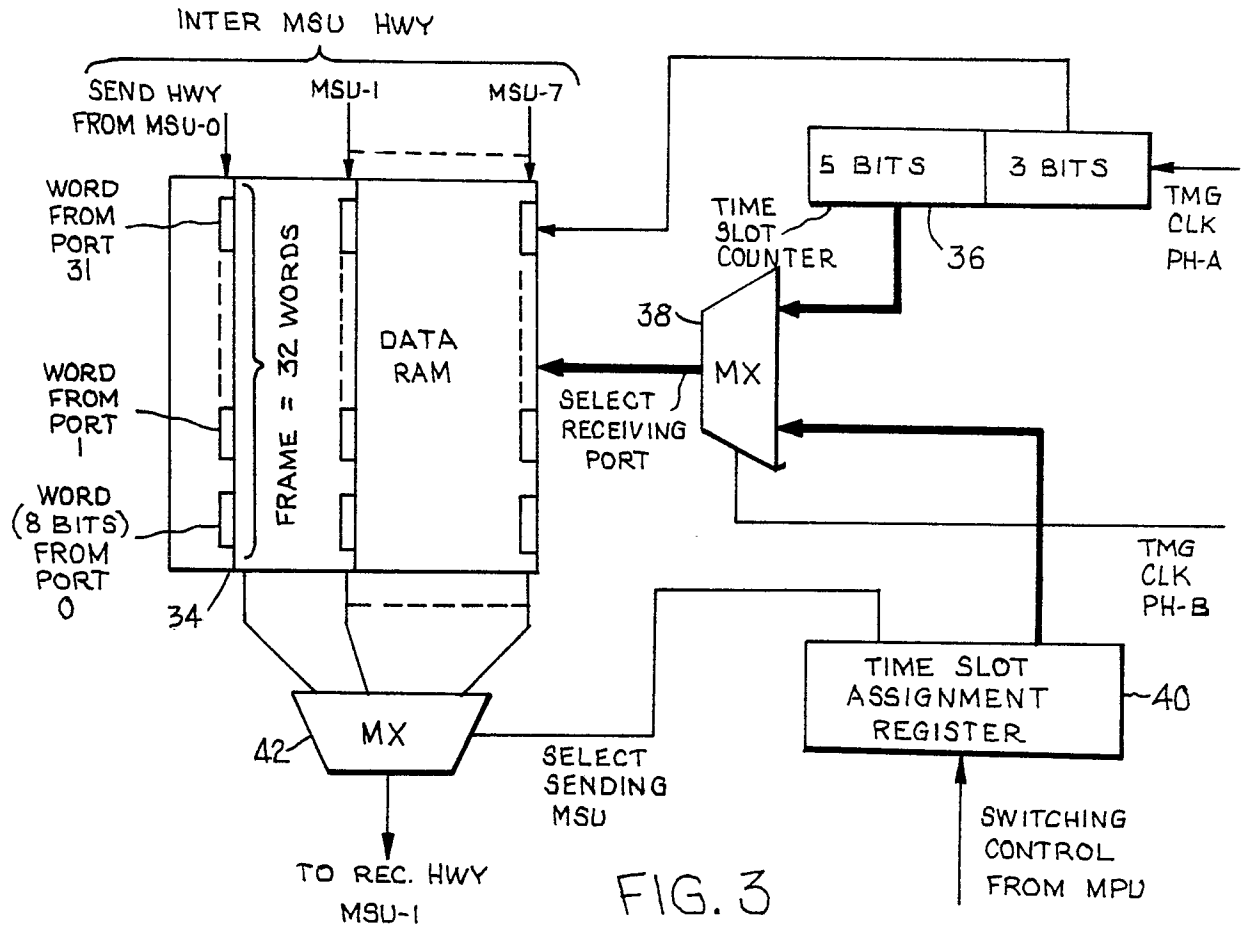 INTER MSU HWY
SEND HWY
FROM MSU-0
MSU-1
MSU-7
WORD
FROM
PORT
31
WORD
FROM
PORT
1
WORD
(8 BITS)
FROM
PORT
0
34
FRAME = 32 WORDS
DATA
RAM
5 BITS
3 BITS
TIME
SLOT
COUNTER
36
TMG
CLK
PH-A
38
MX
SELECT
RECEIVING
PORT
TMG
CLK
PH-B
TIME SLOT
ASSIGNMENT
REGISTER
40
42
MX
SELECT
SENDING
MSU
SWITCHING
CONTROL
FROM MPU
TO REC. HWY
MSU-1
FIG. 3